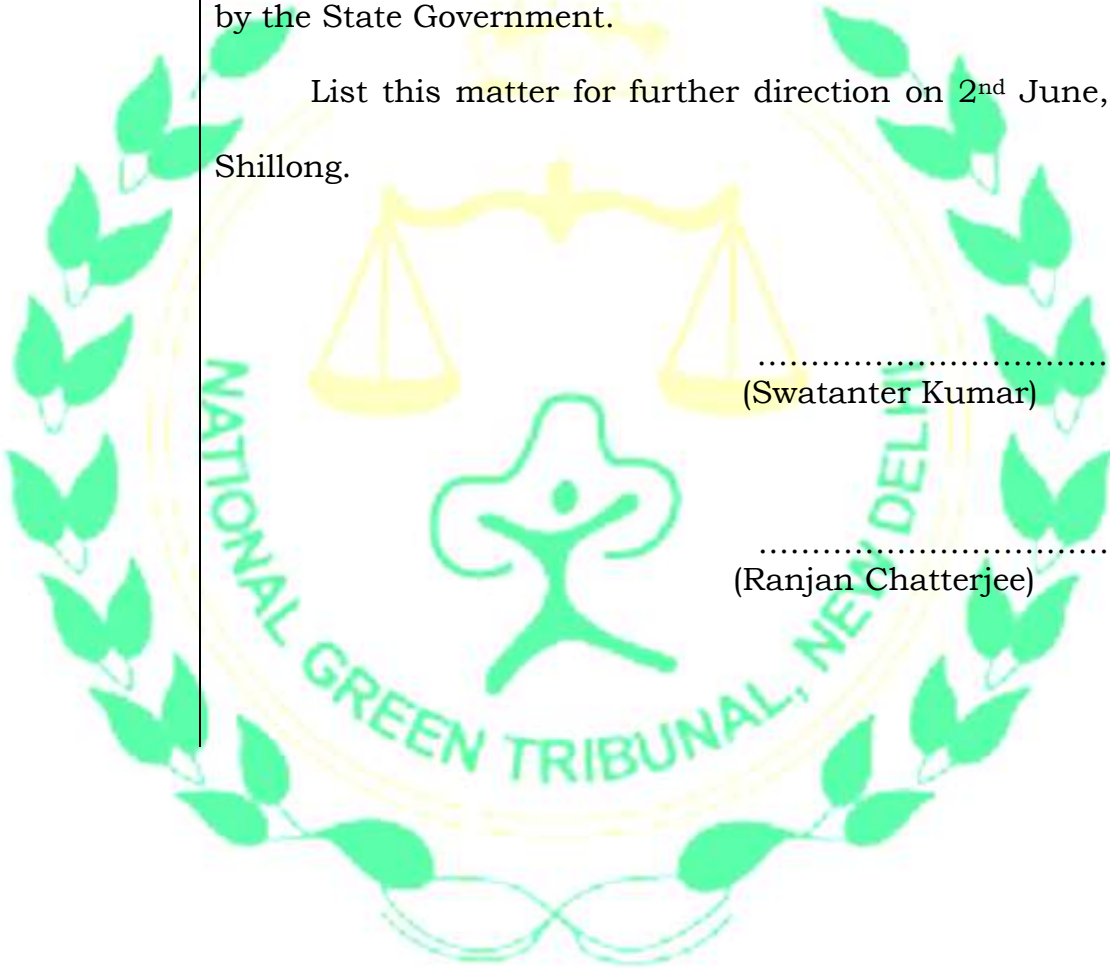 by the State Government.
List this matter for further direction on 2nd June,
Shillong.
....................................
(Swatanter Kumar)
....................................
(Ranjan Chatterjee)
NATIONAL GREEN TRIBUNAL, NEW DELHI